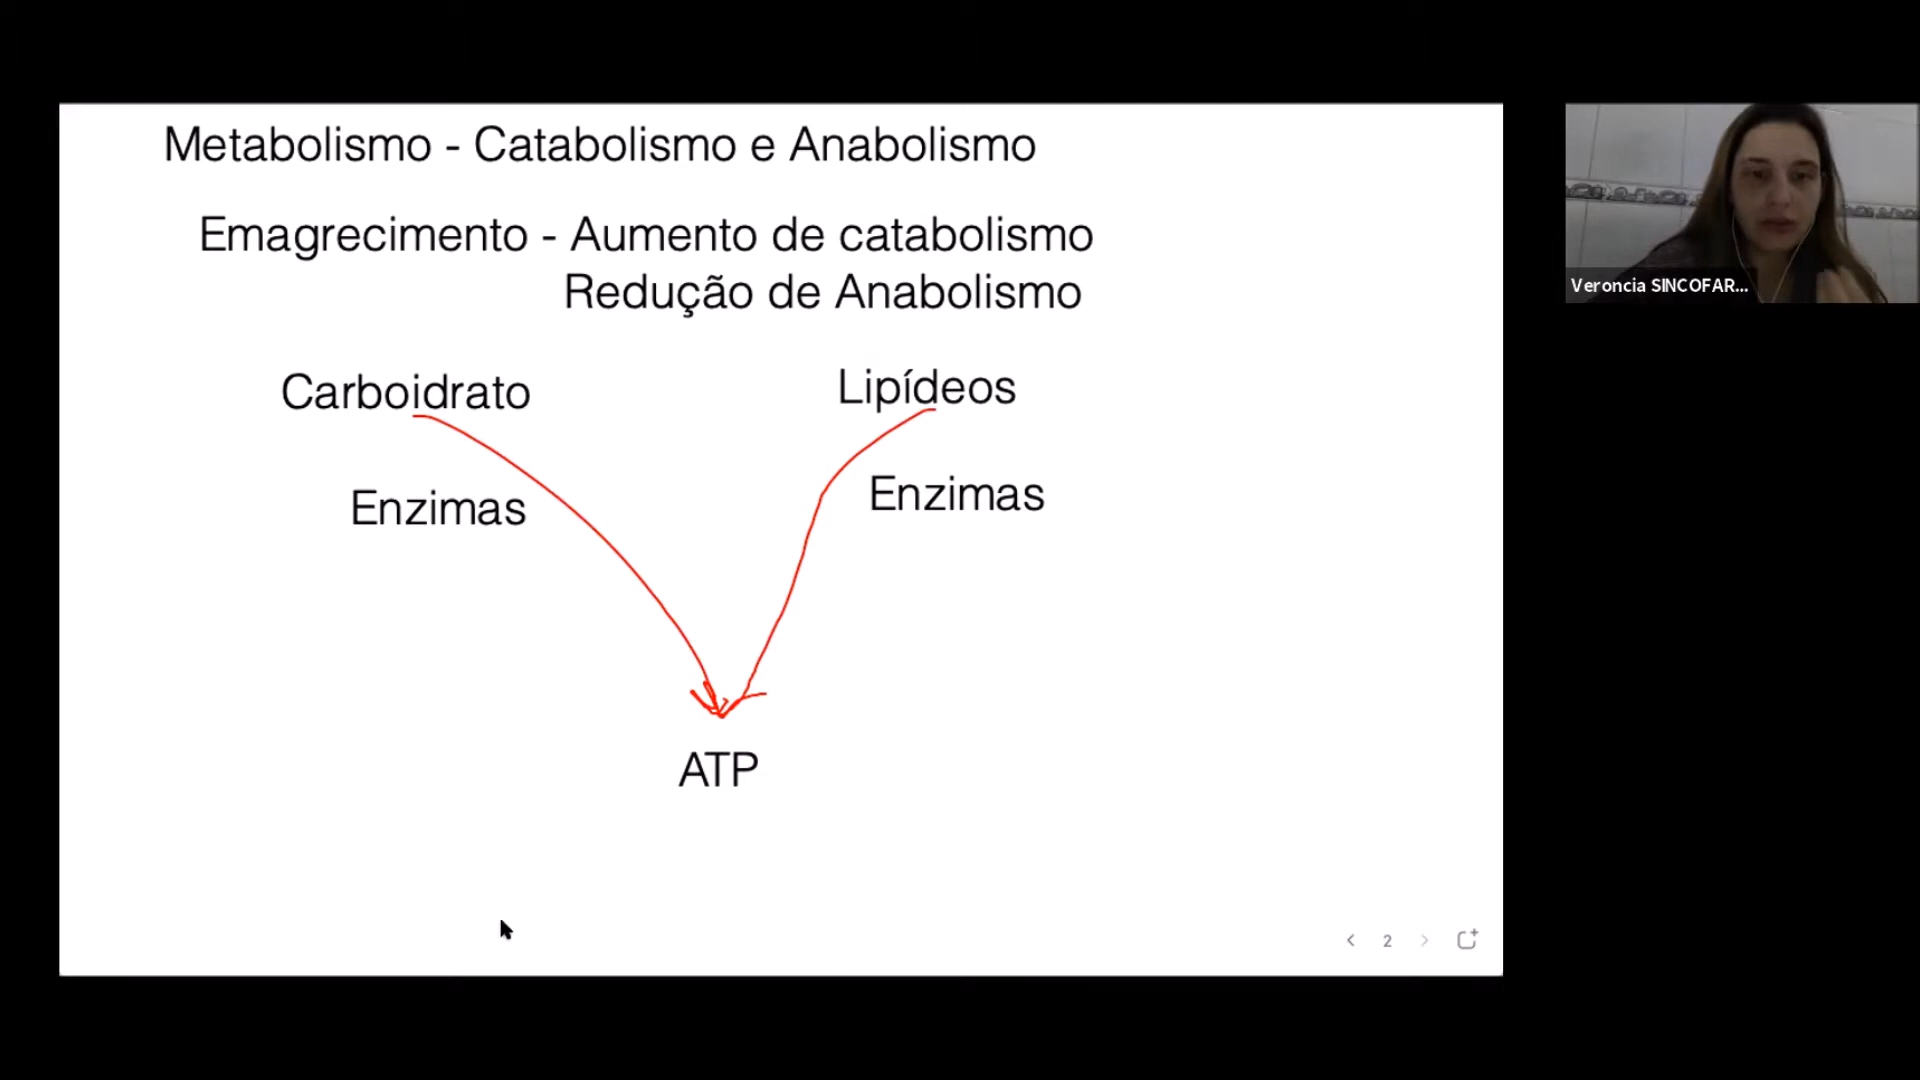 Metabolismo - Catabolismo e Anabolismo
Emagrecimento - Aumento de catabolismo
Redução de Anabolismo
Carboidrato
Lipídeos
Enzimas
Enzimas
ATP
2
Veroncia SINCOFAR...